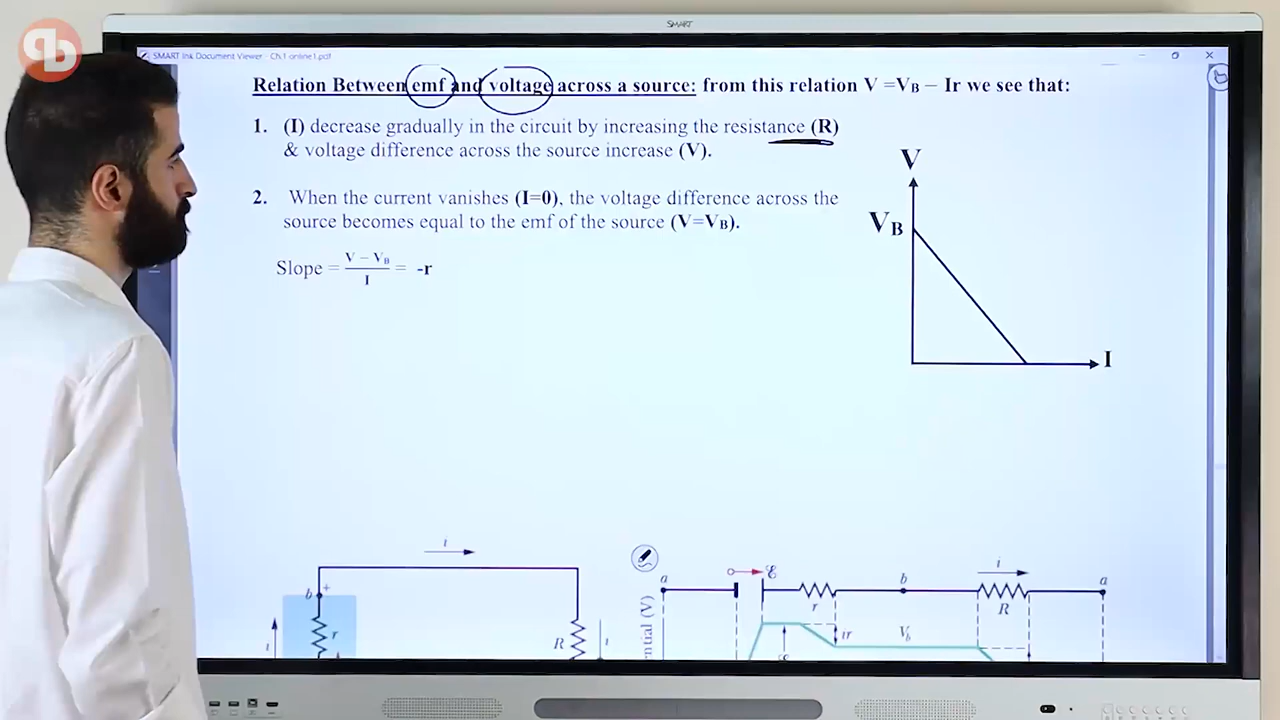 SMART
SMART Ink Document Viewer - Ch.1 online1.pdf
Relation Between emf and voltage across a source: from this relation V =VB – Ir we see that:
1. (I) decrease gradually in the circuit by increasing the resistance (R)
& voltage difference across the source increase (V).
2. When the current vanishes (I=0), the voltage difference across the
source becomes equal to the emf of the source (V=VB).
Slope = V – VB / I = -r
V
VB
I
i
b +
r
i
R
i
a
ℰ
r
b
i
R
a
ir
Vb
ℰ